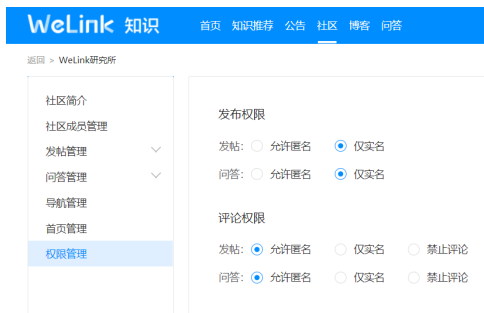 WeLink 知识 首页 知识推荐 公告 社区 博客 问答
返回 > WeLink研究所
社区简介
社区成员管理
发帖管理
问答管理
导航管理
首页管理
权限管理
发布权限
发帖: 允许匿名 仅实名
问答: 允许匿名 仅实名
评论权限
发帖: 允许匿名 仅实名 禁止评论
问答: 允许匿名 仅实名 禁止评论